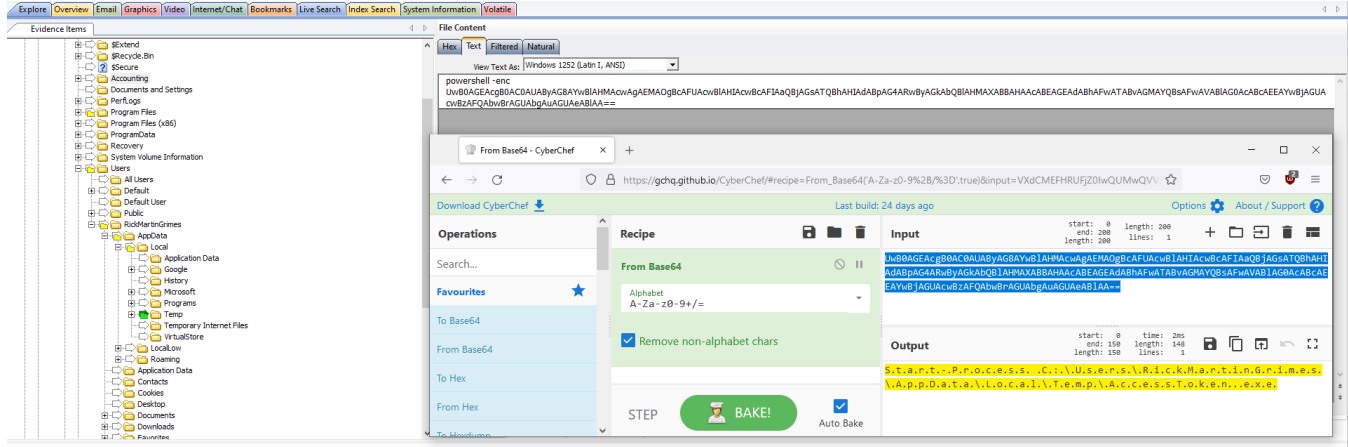 Explore Overview Email Graphics Video Internet/Chat Bookmarks Live Search Index Search System Information Volatile
Evidence Items
$Extend
$Recycle.Bin
$Secure
Accounting
Documents and Settings
PerfLogs
Program Files
Program Files (x86)
ProgramData
Recovery
System Volume Information
Users
All Users
Default
Default User
Public
RickMartinGrimes
AppData
Local
Application Data
Google
History
Microsoft
Programs
Temp
Temporary Internet Files
VirtualStore
LocalLow
Roaming
Application Data
Contacts
Cookies
Desktop
Documents
Downloads
Favorites
File Content
Hex Text Filtered Natural
View Text As: Windows 1252 (Latin I, ANSI)
powershell -enc
From Base64 - CyberChef
https://gchq.github.io/CyberChef/#recipe=From_Base64('A-Za-z0-9%2B/%3D',true)&input=
2
Download CyberChef
Last build: 24 days ago
Options
About / Support
Operations
Search...
Favourites
To Base64
From Base64
To Hex
From Hex
To Hexdump
Recipe
From Base64
Alphabet
A-Za-z0-9+/=
Remove non-alphabet chars
STEP
BAKE!
Auto Bake
Input
start: 0
end: 200
length: 200
length: 200
lines: 1
Output
start: 0
end: 150
length: 150
time: 2ms
length: 148
lines: 1
S.t.a.r.t.-.P.r.o.c.e.s.s. .C.:.\.U.s.e.r.s.\.R.i.c.k.M.a.r.t.i.n.G.r.i.m.e.s.
\.A.p.p.D.a.t.a.\.L.o.c.a.l.\.T.e.m.p.\.A.c.c.e.s.s.T.o.k.e.n...e.x.e.